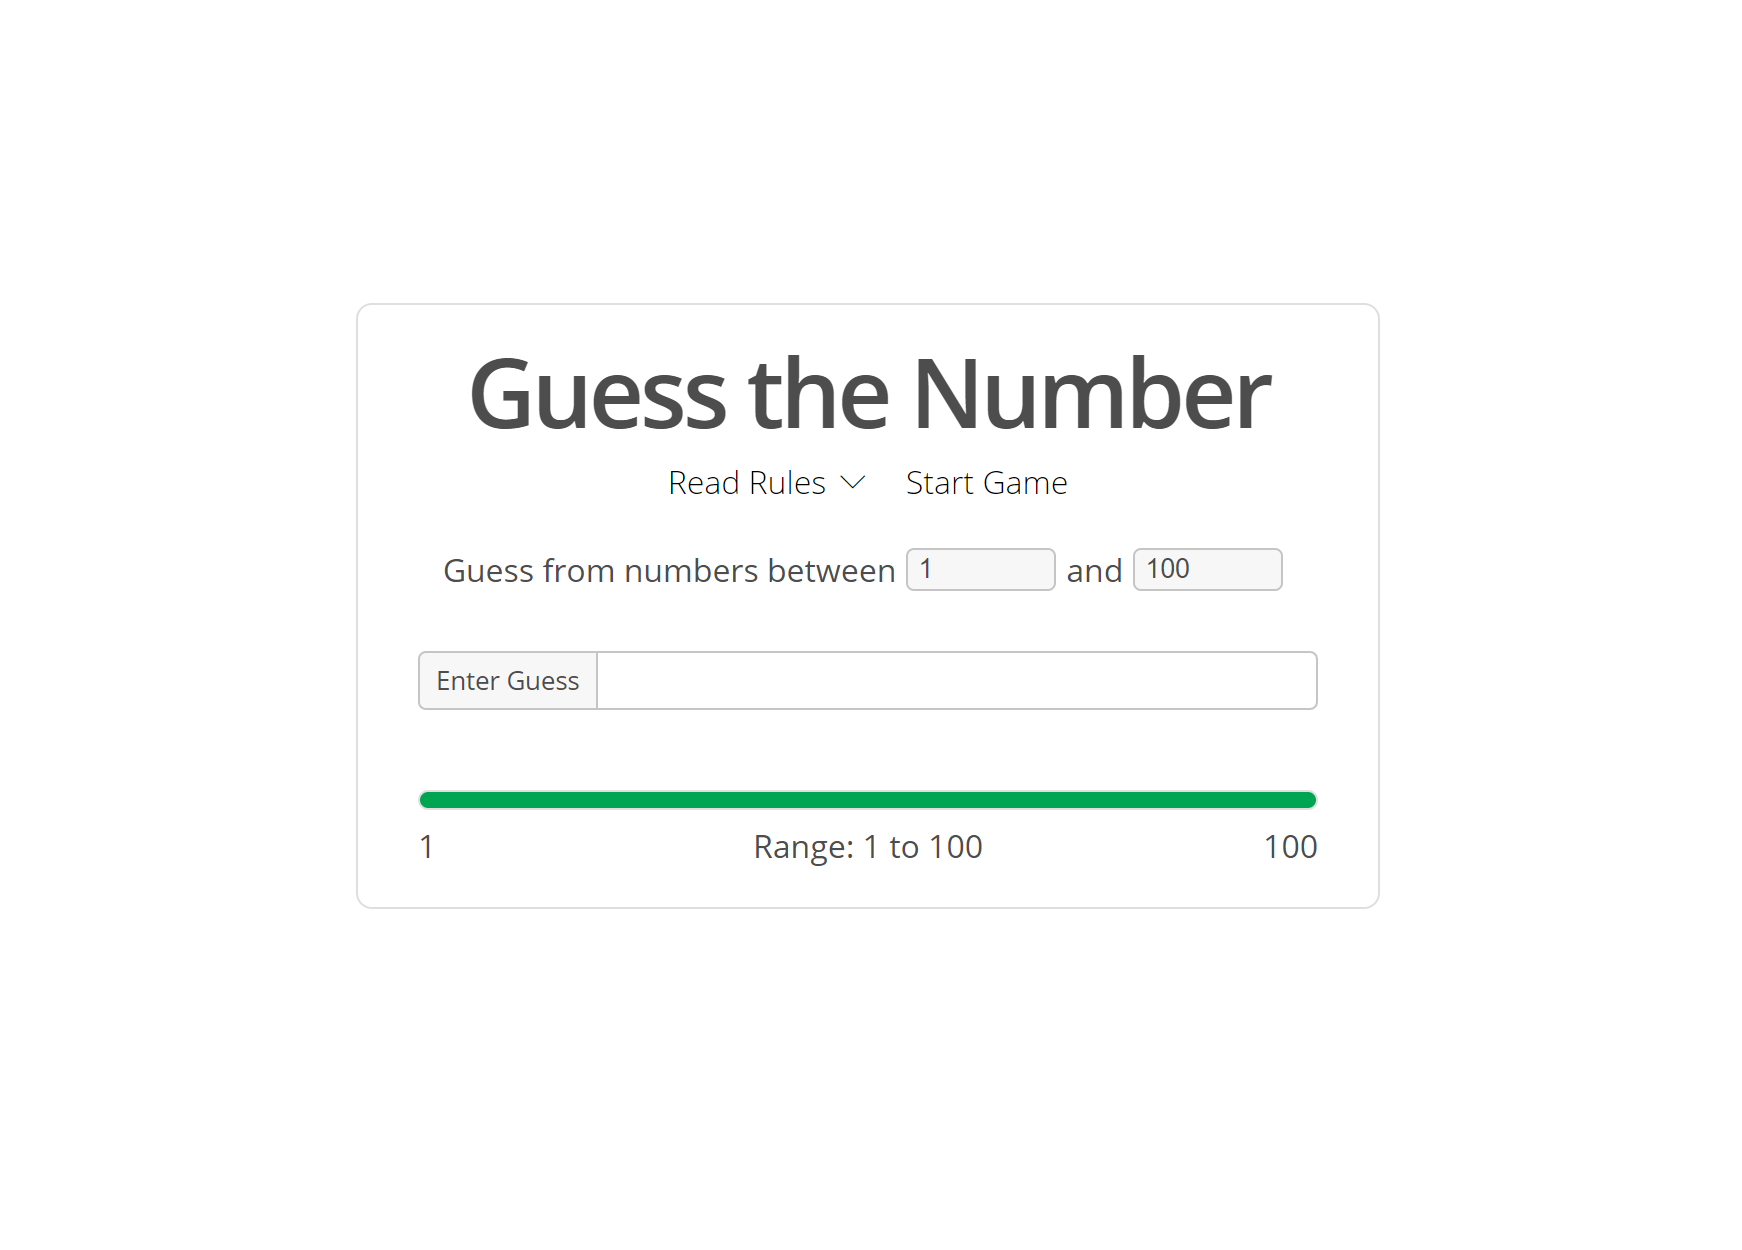 Guess the Number
Read Rules Start Game
Guess from numbers between 1 and 100
Enter Guess
1 Range: 1 to 100 100